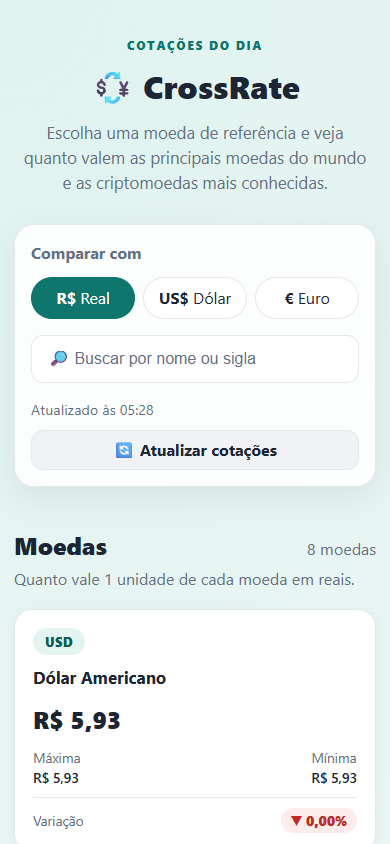 COTAÇÕES DO DIA
CrossRate
Escolha uma moeda de referência e veja
quanto valem as principais moedas do mundo
e as criptomoedas mais conhecidas.
Comparar com
R$ Real US$ Dólar € Euro
🔎 Buscar por nome ou sigla
Atualizado às 05:28
🔄 Atualizar cotações
Moedas 8 moedas
Quanto vale 1 unidade de cada moeda em reais.
USD
Dólar Americano
R$ 5,93
Máxima Mínima
R$ 5,93 R$ 5,93
Variação ▼ 0,00%